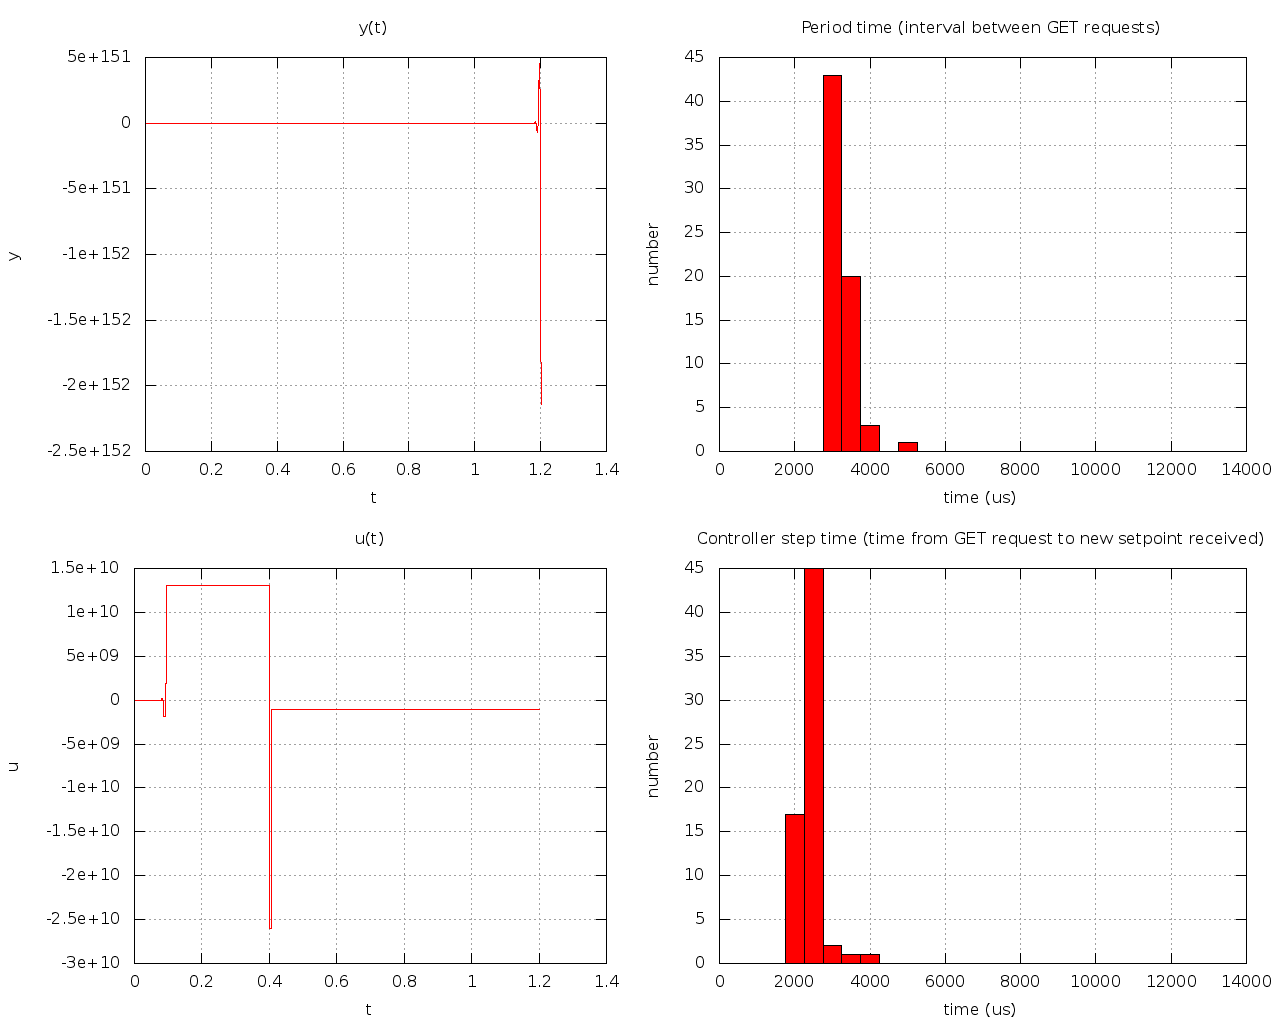 y(t)
5e+151
0
-5e+151
-1e+152
-1.5e+152
-2e+152
-2.5e+152
y
0 0.2 0.4 0.6 0.8 1 1.2 1.4
t
Period time (interval between GET requests)
45
40
35
30
25
20
15
10
5
0
number
0 2000 4000 6000 8000 10000 12000 14000
time (us)
u(t)
1.5e+10
1e+10
5e+09
0
-5e+09
-1e+10
-1.5e+10
-2e+10
-2.5e+10
-3e+10
u
0 0.2 0.4 0.6 0.8 1 1.2 1.4
t
Controller step time (time from GET request to new setpoint received)
45
40
35
30
25
20
15
10
5
0
number
0 2000 4000 6000 8000 10000 12000 14000
time (us)